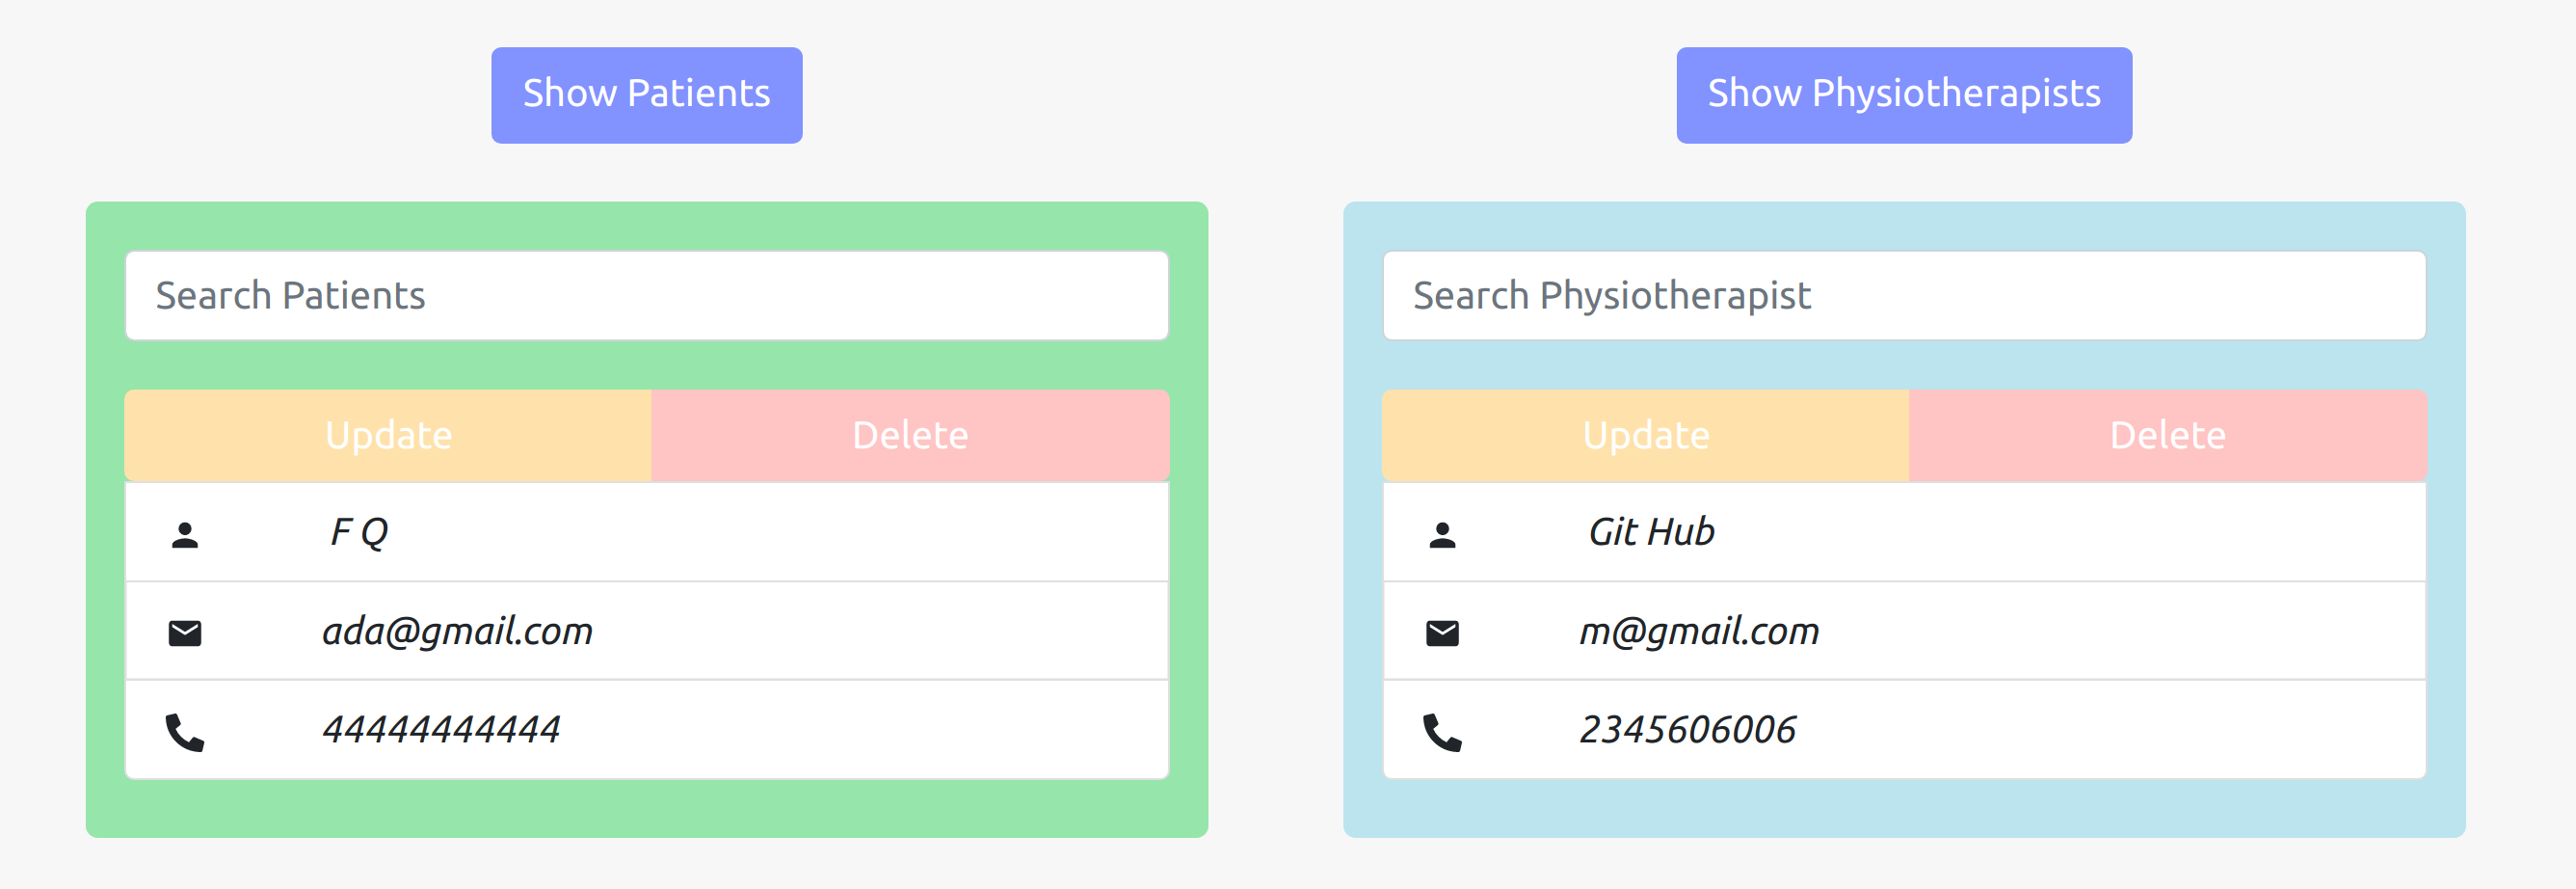 Show Patients
Search Patients
Update Delete
F Q
ada@gmail.com
44444444444
Show Physiotherapists
Search Physiotherapist
Update Delete
Git Hub
m@gmail.com
2345606006